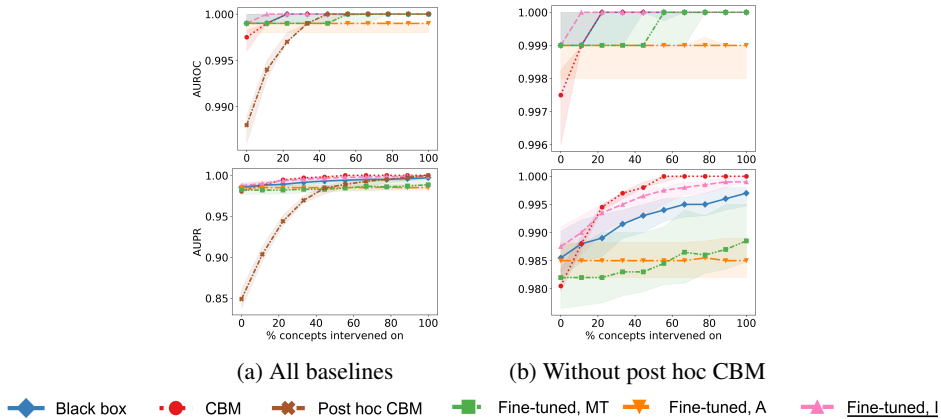 1.000
0.995
0.990
AUROC
0 20 40 60 80 100
1.000
0.999
0.998
0.997
0.996
0 20 40 60 80 100
1.00
0.95
0.90
0.85
AUPR
0 20 40 60 80 100
% concepts intervened on
1.000
0.995
0.990
0.985
0.980
0 20 40 60 80 100
% concepts intervened on
(a) All baselines
(b) Without post hoc CBM
Black box CBM Post hoc CBM Fine-tuned, MT Fine-tuned, A Fine-tuned, I